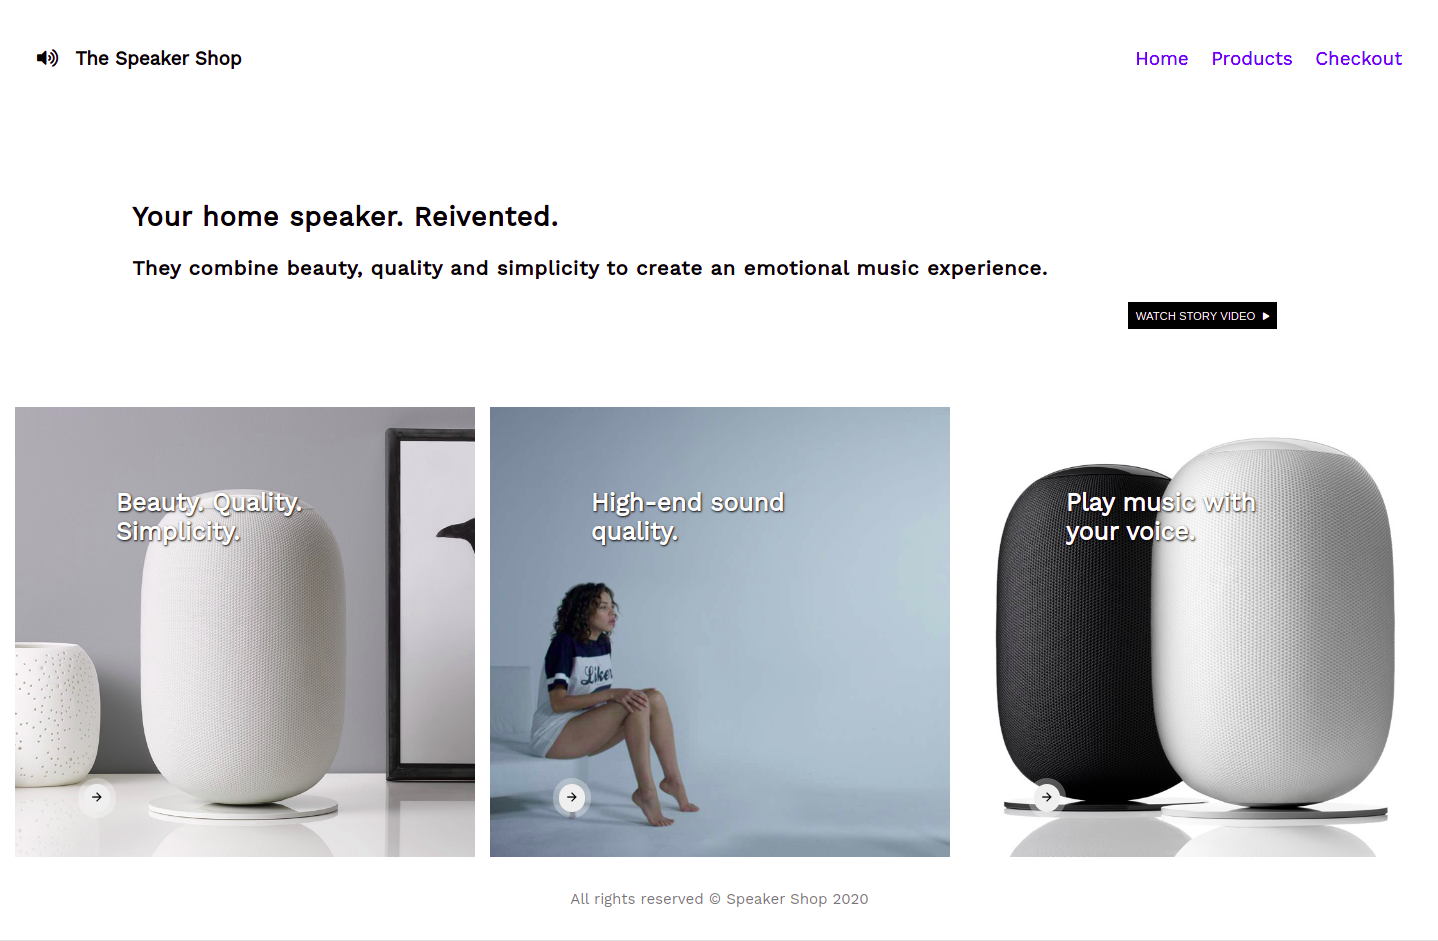 The Speaker Shop
Home Products Checkout
Your home speaker. Reivented.
They combine beauty, quality and simplicity to create an emotional music experience.
WATCH STORY VIDEO
Beauty. Quality.
Simplicity.
High-end sound
quality.
Liker
Play music with
your voice.
All rights reserved © Speaker Shop 2020